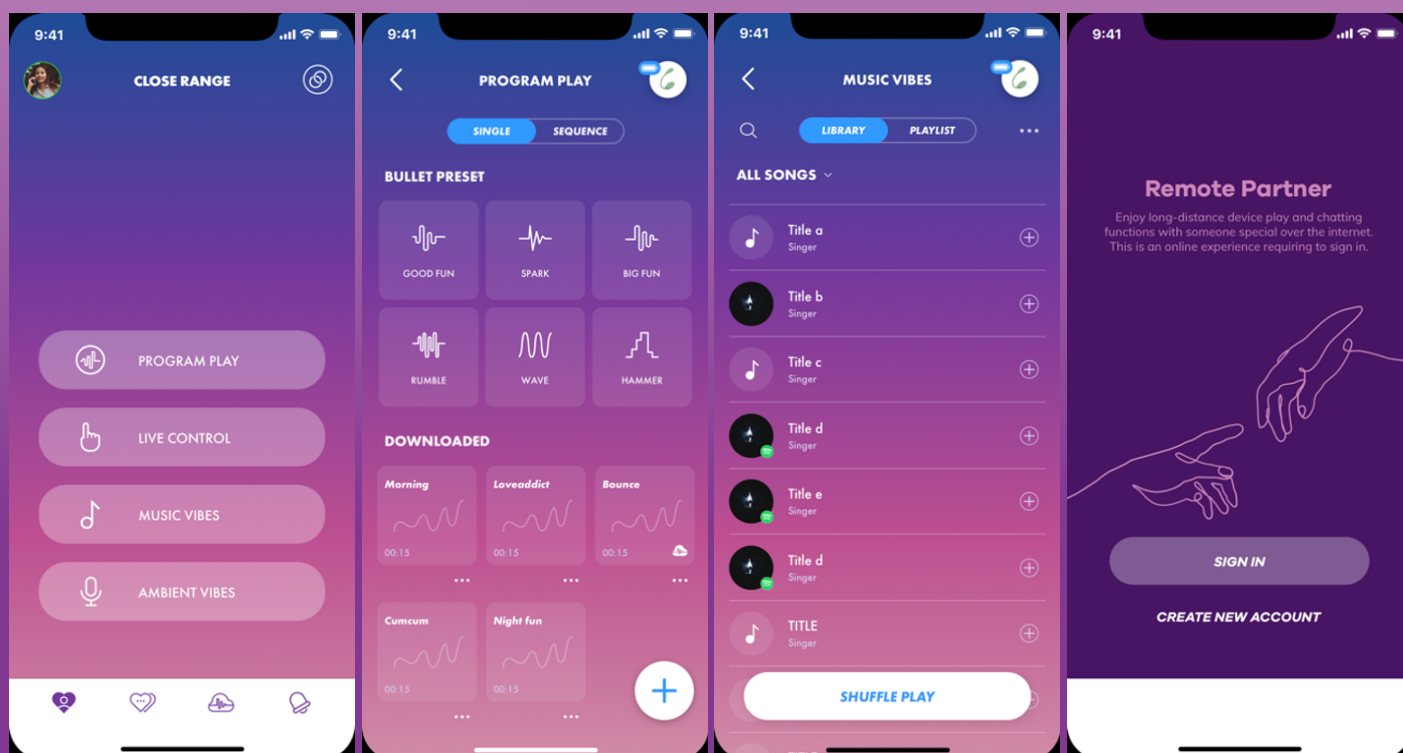 9:41
CLOSE RANGE
PROGRAM PLAY
LIVE CONTROL
MUSIC VIBES
AMBIENT VIBES
9:41
PROGRAM PLAY
SINGLE SEQUENCE
BULLET PRESET
GOOD FUN SPARK BIG FUN
RUMBLE WAVE HAMMER
DOWNLOADED
Morning Loveaddict Bounce
00:15 00:15 00:15
Cumcum Night fun
00:15 00:15
9:41
MUSIC VIBES
LIBRARY PLAYLIST
ALL SONGS
Title a
Singer
Title b
Singer
Title c
Singer
Title d
Singer
Title e
Singer
Title d
Singer
TITLE
Singer
SHUFFLE PLAY
9:41
Remote Partner
Enjoy long-distance device play and chatting
functions with someone special over the internet.
This is an online experience requiring to sign in.
SIGN IN
CREATE NEW ACCOUNT